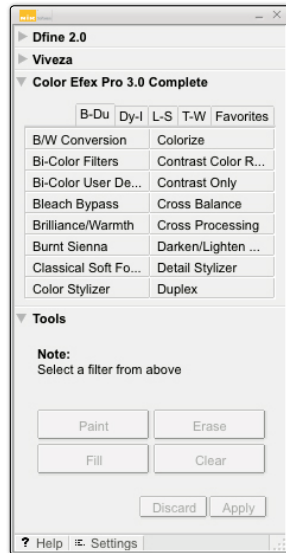 Dfine 2.0
Viveza
Color Efex Pro 3.0 Complete
B-Du Dy-I L-S T-W Favorites
B/W Conversion Colorize
Bi-Color Filters Contrast Color R...
Bi-Color User De... Contrast Only
Bleach Bypass Cross Balance
Brilliance/Warmth Cross Processing
Burnt Sienna Darken/Lighten ...
Classical Soft Fo... Detail Stylizer
Color Stylizer Duplex
Tools
Note:
Select a filter from above
Paint Erase
Fill Clear
Discard Apply
? Help Settings